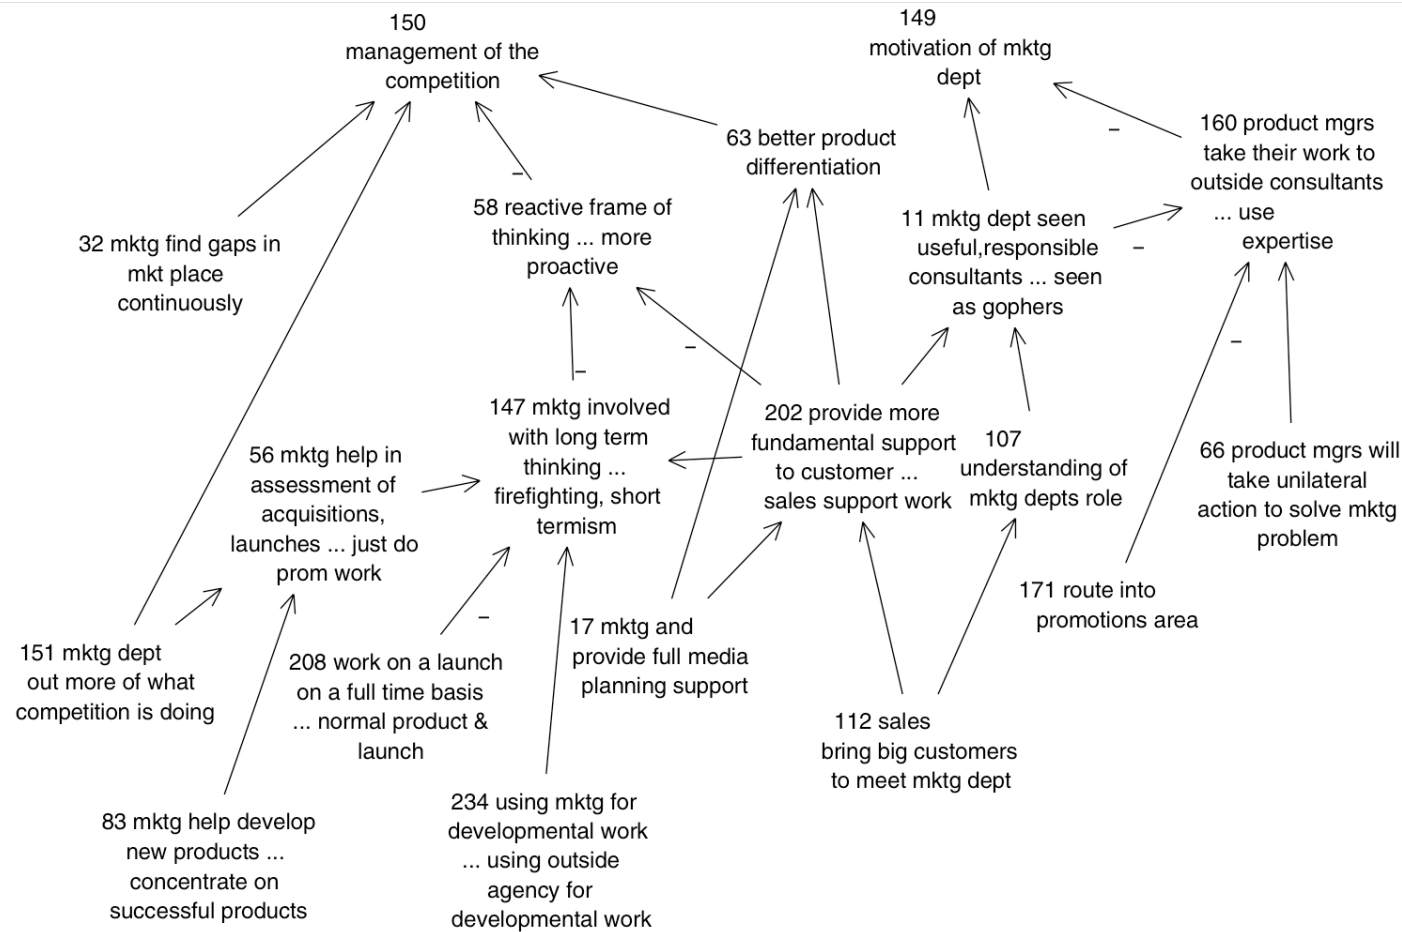 150
management of the
competition
149
motivation of mktg
dept
63 better product
differentiation
160 product mgrs
take their work to
outside consultants
... use
expertise
58 reactive frame of
thinking ... more
proactive
11 mktg dept seen
useful,responsible
consultants ... seen
as gophers
32 mktg find gaps in
mkt place
continuously
147 mktg involved
with long term
thinking ...
firefighting, short
termism
202 provide more
fundamental support
to customer ...
sales support work
107
understanding of
mktg depts role
66 product mgrs will
take unilateral
action to solve mktg
problem
56 mktg help in
assessment of
acquisitions,
launches ... just do
prom work
171 route into
promotions area
151 mktg dept
out more of what
competition is doing
208 work on a launch
on a full time basis
... normal product &
launch
17 mktg and
provide full media
planning support
112 sales
bring big customers
to meet mktg dept
83 mktg help develop
new products ...
concentrate on
successful products
234 using mktg for
developmental work
... using outside
agency for
developmental work
–
–
–
–
–
–
–